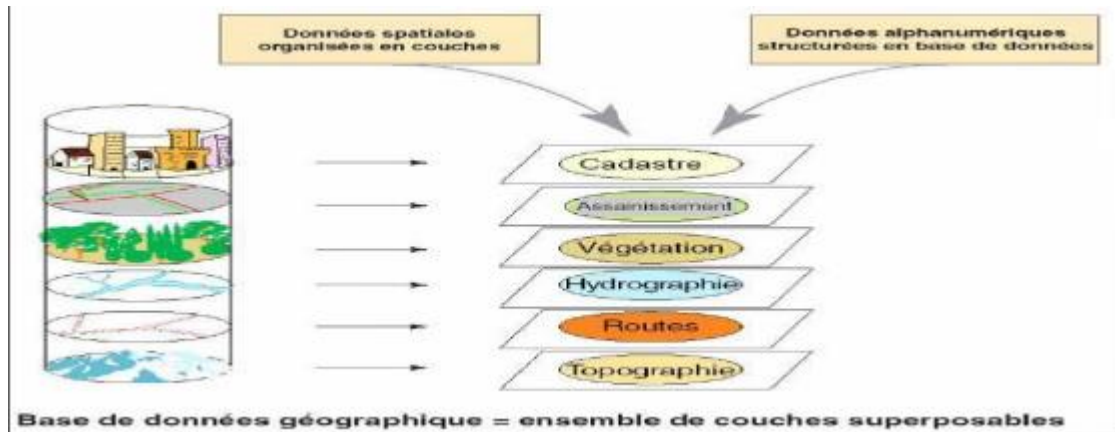 Données spatiales
organisées en couches
Données alphanumériques
structurées en base de données
Cadastre
Assainissement
Végétation
Hydrographie
Routes
Topographie
Base de données géographique = ensemble de couches superposables